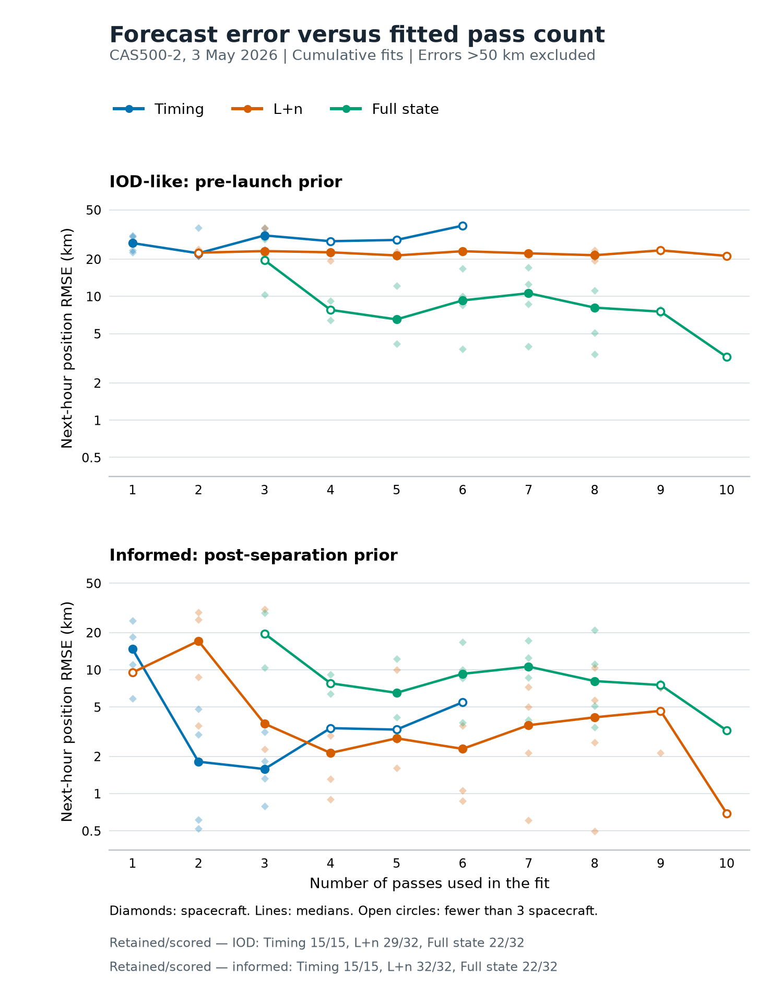 Forecast error versus fitted pass count
CAS500-2, 3 May 2026 | Cumulative fits | Errors >50 km excluded
Timing
L+n
Full state
IOD-like: pre-launch prior
Next-hour position RMSE (km)
50
20
10
5
2
1
0.5
1 2 3 4 5 6 7 8 9 10
Informed: post-separation prior
Next-hour position RMSE (km)
50
20
10
5
2
1
0.5
1 2 3 4 5 6 7 8 9 10
Number of passes used in the fit
Diamonds: spacecraft. Lines: medians. Open circles: fewer than 3 spacecraft.
Retained/scored — IOD: Timing 15/15, L+n 29/32, Full state 22/32
Retained/scored — informed: Timing 15/15, L+n 32/32, Full state 22/32